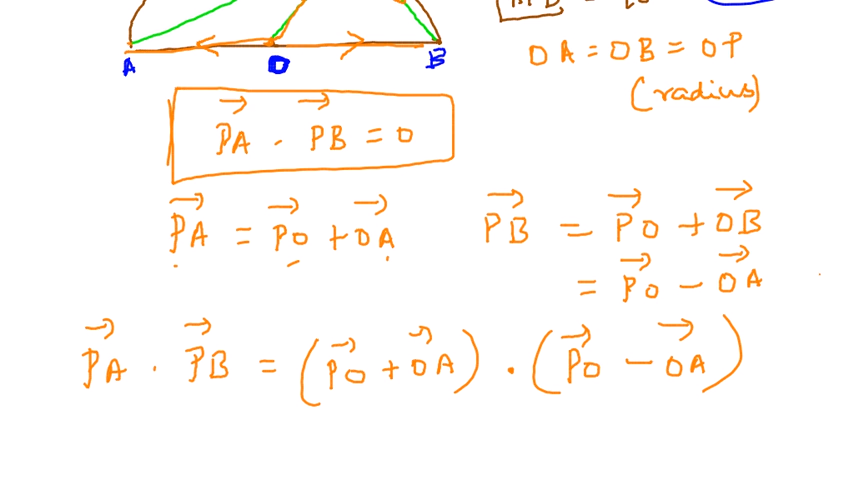 A O B
OA = OB = OP
(radius)
PA · PB = 0
PA = PO + OA
PB = PO + OB
= PO − OA
PA · PB = (PO + OA) · (PO − OA)